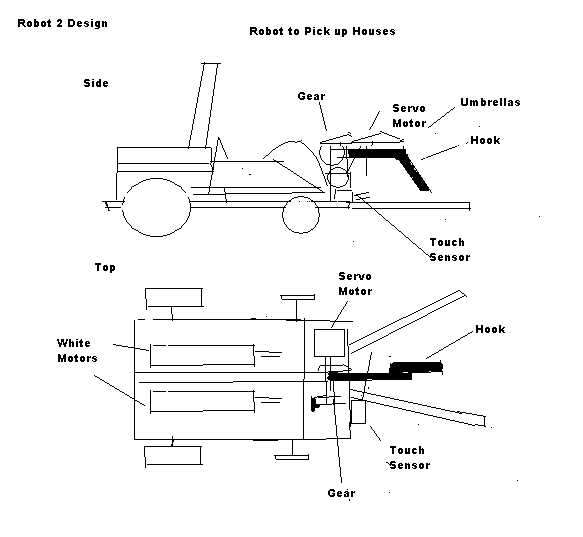 Robot 2 Design
Robot to Pick up Houses
Side
Gear
Servo
Motor
Umbrellas
Hook
Touch
Sensor
Top
Servo
Motor
Hook
White
Motors
Touch
Sensor
Gear